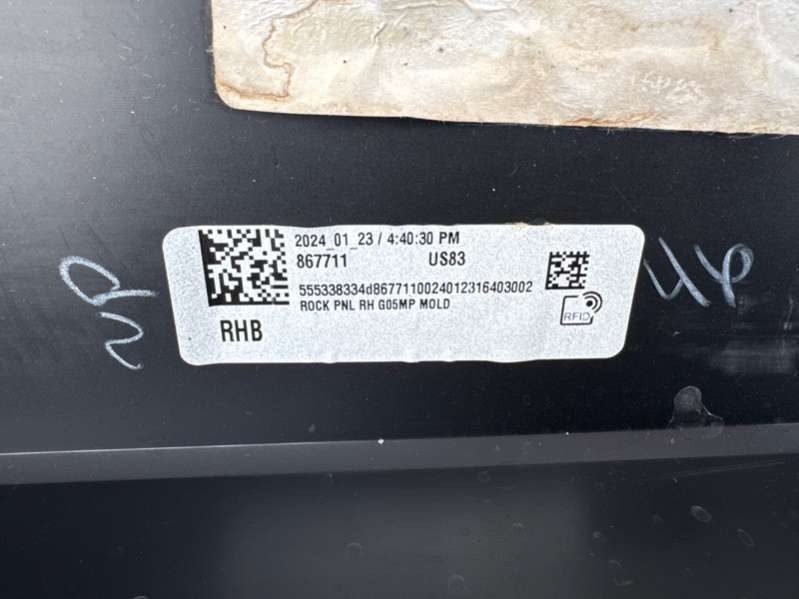 2024_01_23 / 4:40:30 PM
867711 US83
555338334d8677110024012316403002
ROCK PNL RH G05MP MOLD
RHB
RFID